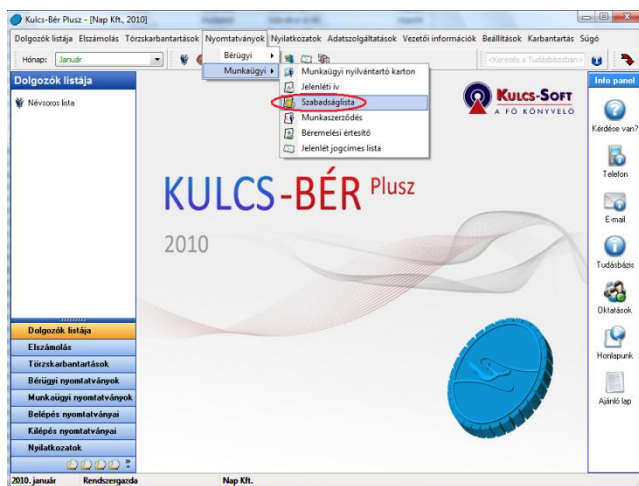 Kulcs-Bér Plusz - [Nap Kft., 2010]
Dolgozók listája Elszámolás Törzskarbantartások Nyomtatványok Nyilatkozatok Adatszolgáltatások Vezetői információk Beállítások Karbantartás Súgó
Hónap: Január
<Keresés a Tudásbázisban>
Bérügyi
Munkaügyi
Munkaügyi nyilvántartó karton
Jelenléti ív
Szabadságlista
Munkaszerződés
Béremelési értesítő
Jelenlét jogcímes lista
Dolgozók listája
Névsoros lista
KULCS-SOFT
A FŐ KÖNYVELŐ
KULCS-BÉR Plusz
2010
Info panel
Kérdése van?
Telefon
E-mail
Tudásbázis
Oktatások
Honlapunk
Ajánló lap
Dolgozók listája
Elszámolás
Törzskarbantartások
Bérügyi nyomtatványok
Munkaügyi nyomtatványok
Belépés nyomtatványai
Kilépés nyomtatványai
Nyilatkozatok
2010. január Rendszergazda Nap Kft.